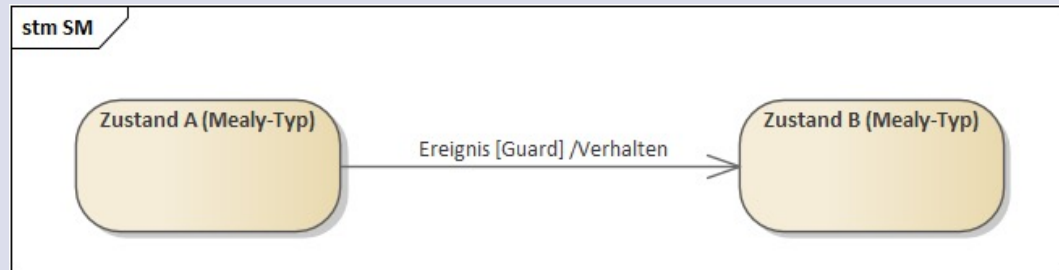 stm SM
Zustand A (Mealy-Typ)
Zustand B (Mealy-Typ)
Ereignis [Guard] /Verhalten